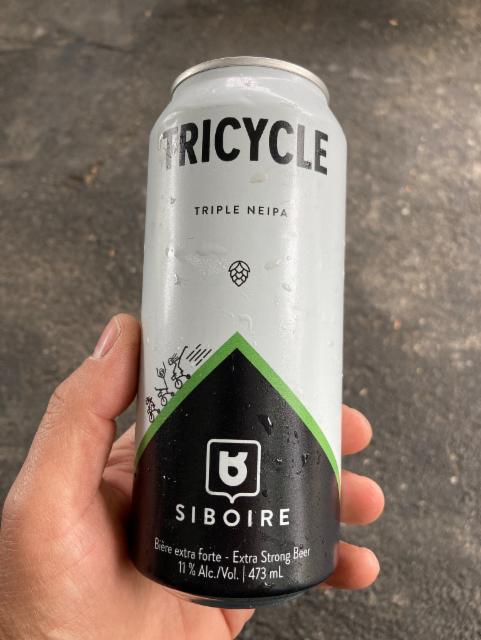 TRICYCLE
TRIPLE NEIPA
SIBOIRE
Bière extra forte - Extra Strong Beer
11 % Alc./Vol. | 473 mL